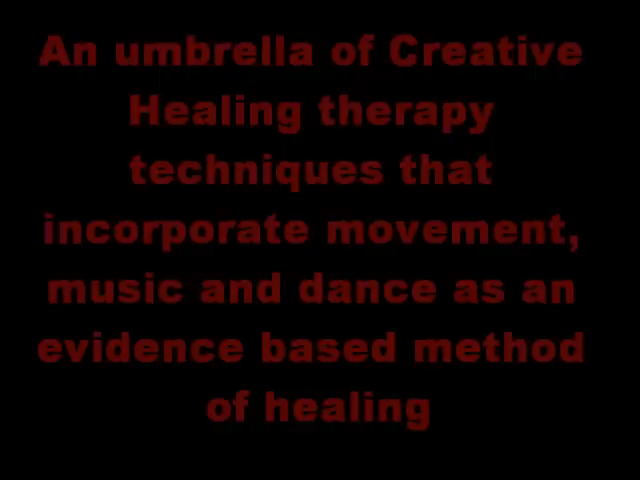 An umbrella of Creative
Healing therapy
techniques that
incorporate movement,
music and dance as an
evidence based method
of healing